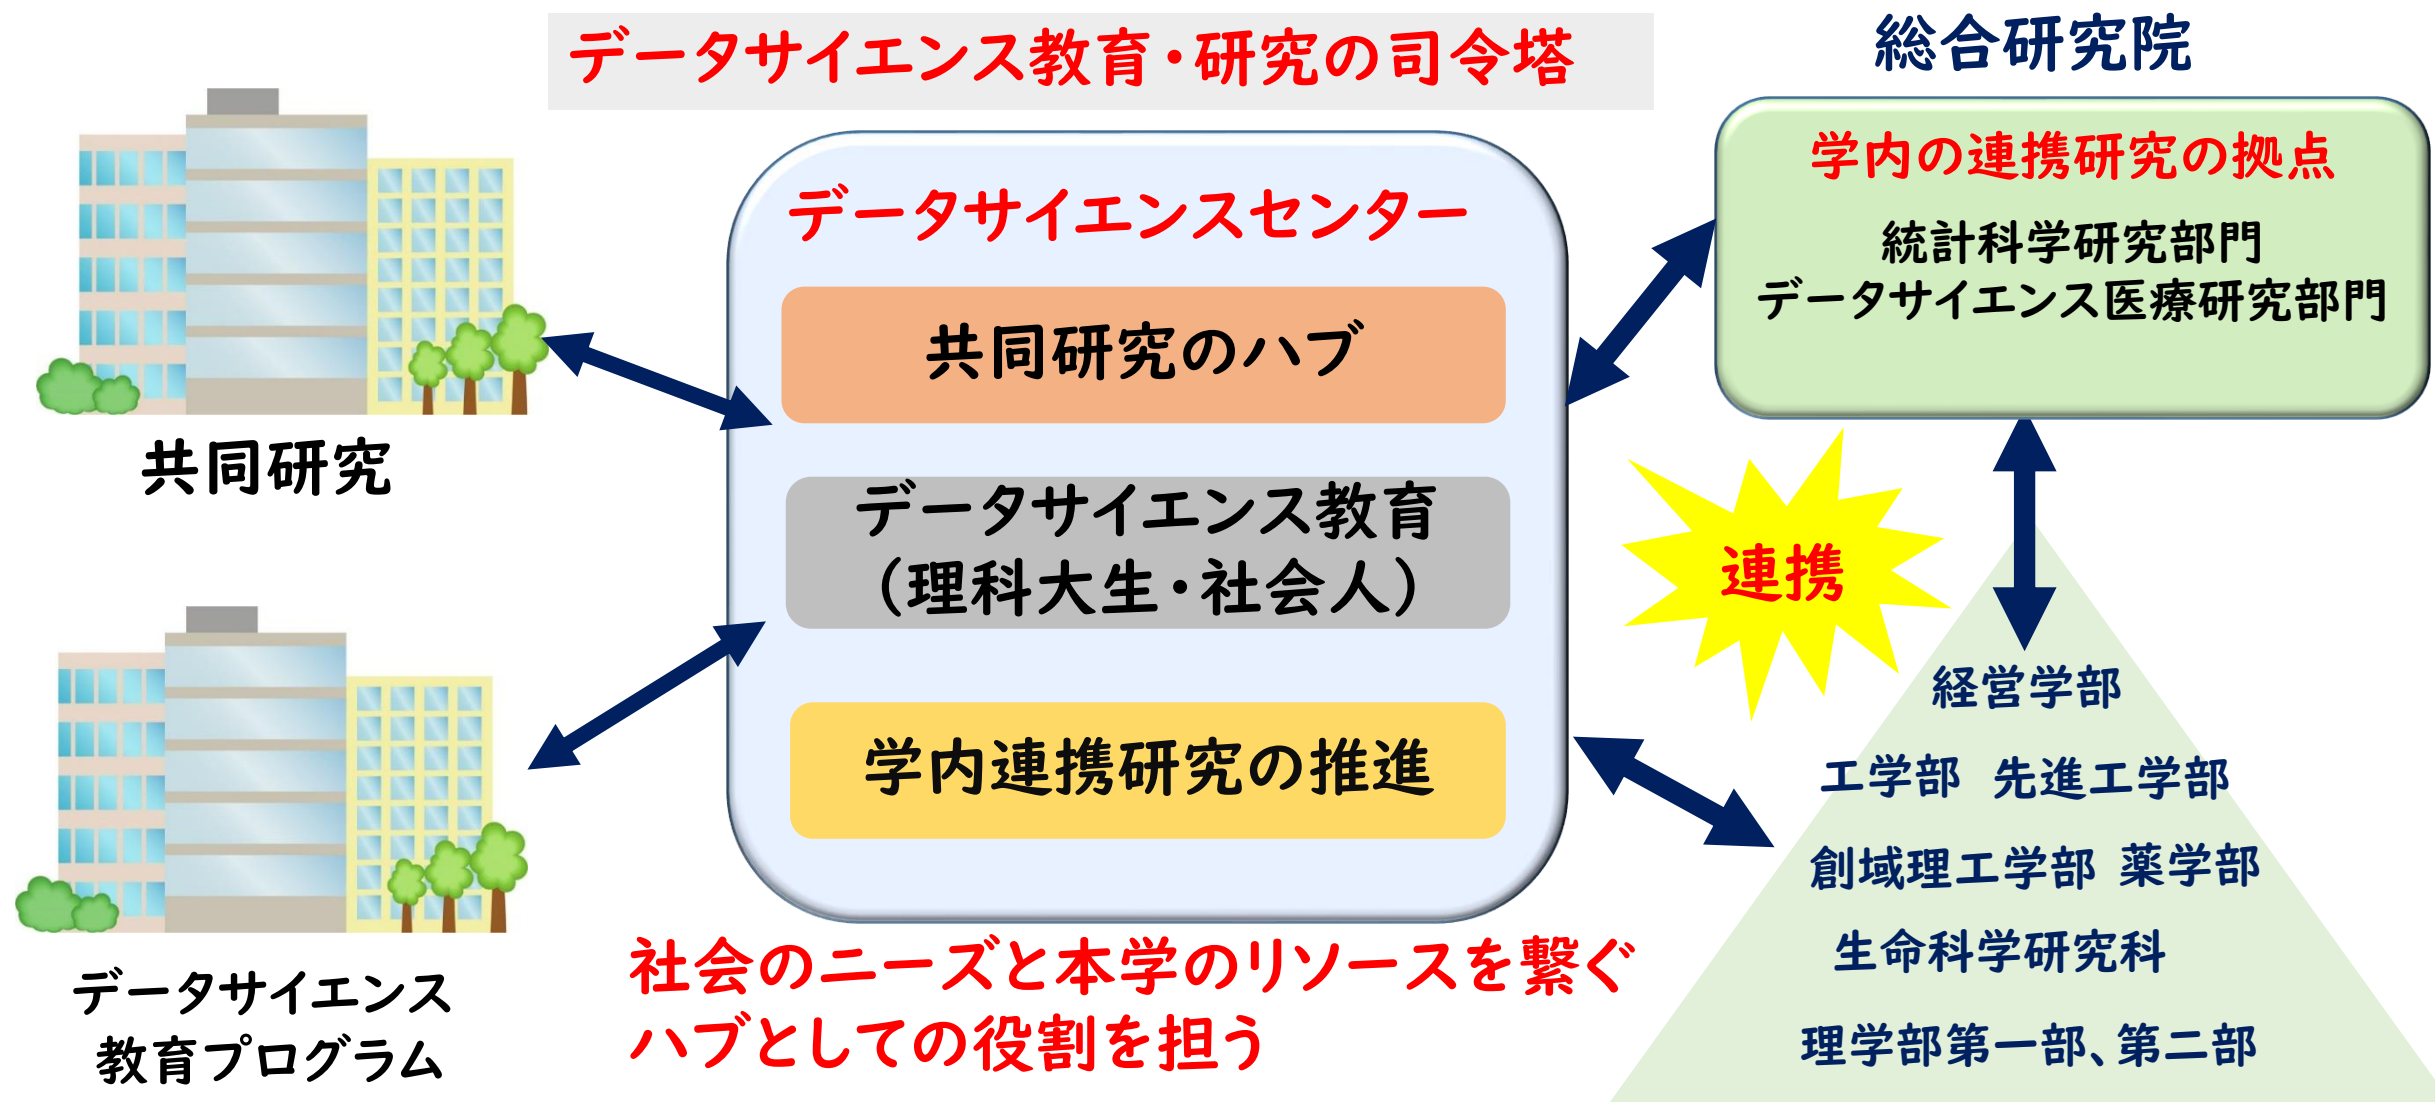 データサイエンス教育・研究の司令塔
総合研究院
学内の連携研究の拠点
統計科学研究部門
データサイエンス医療研究部門
データサイエンスセンター
共同研究のハブ
データサイエンス教育
（理科大生・社会人）
学内連携研究の推進
共同研究
データサイエンス
教育プログラム
連携
経営学部
工学部 先進工学部
創域理工学部 薬学部
生命科学研究科
理学部第一部、第二部
社会のニーズと本学のリソースを繋ぐ
ハブとしての役割を担う